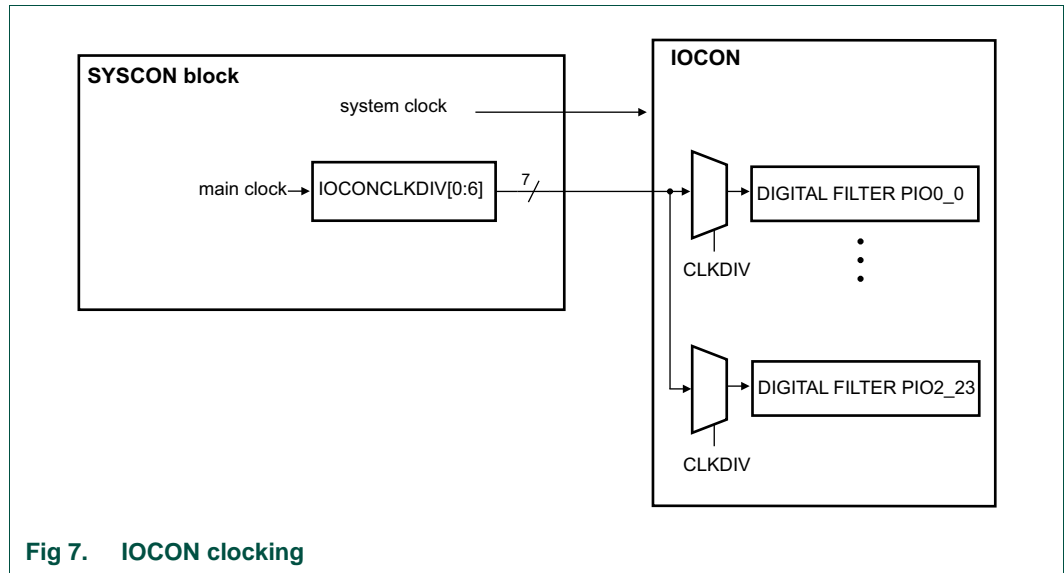 SYSCON block
system clock
main clock
IOCONCLKDIV[0:6]
7
IOCON
DIGITAL FILTER PIO0_0
CLKDIV
DIGITAL FILTER PIO2_23
CLKDIV
Fig 7. IOCON clocking